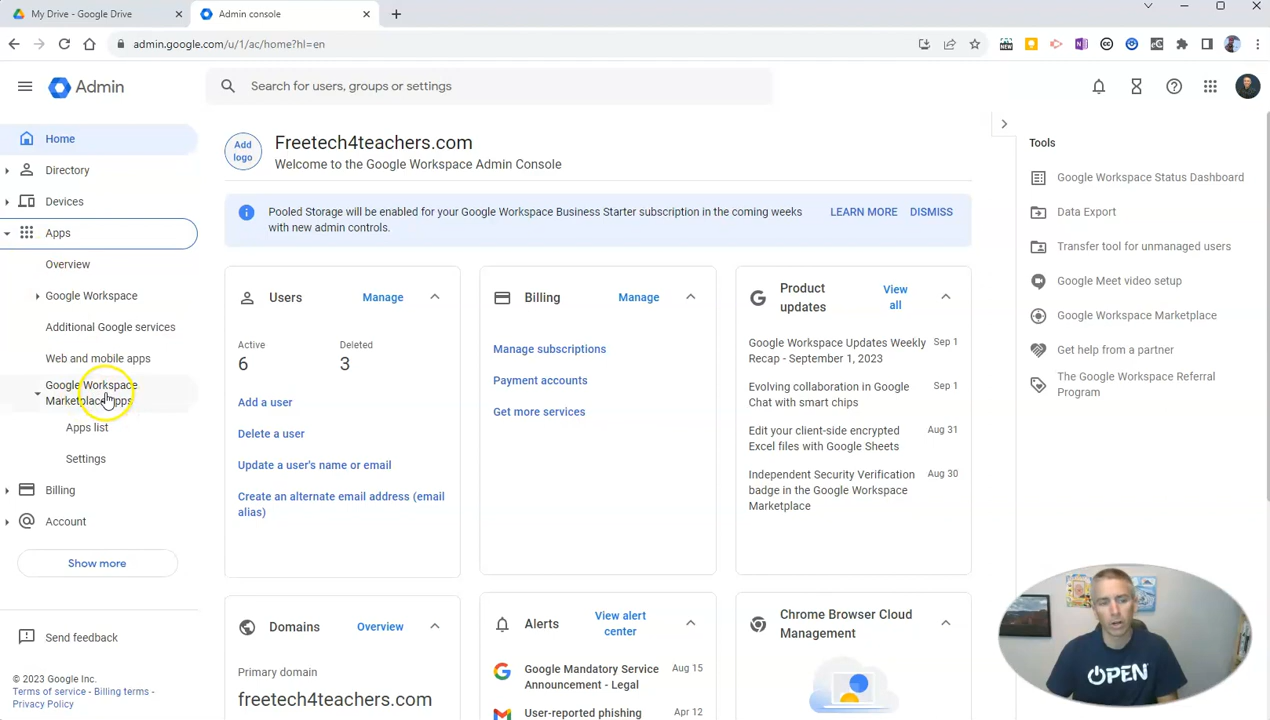 My Drive - Google Drive
Admin console
admin.google.com/u/1/ac/home?hl=en
Admin
Search for users, groups or settings
Home
Directory
Devices
Apps
Overview
Google Workspace
Additional Google services
Web and mobile apps
Google Workspace
Marketplace apps
Apps list
Settings
Billing
Account
Show more
Send feedback
© 2023 Google Inc.
Terms of service - Billing terms -
Privacy Policy
Add
logo
Freetech4teachers.com
Welcome to the Google Workspace Admin Console
Pooled Storage will be enabled for your Google Workspace Business Starter subscription in the coming weeks
with new admin controls.
LEARN MORE
DISMISS
Users
Manage
Active
Deleted
6
3
Add a user
Delete a user
Update a user's name or email
Create an alternate email address (email
alias)
Billing
Manage
Manage subscriptions
Payment accounts
Get more services
Product
updates
View
all
Google Workspace Updates Weekly
Recap - September 1, 2023
Sep 1
Evolving collaboration in Google
Chat with smart chips
Sep 1
Edit your client-side encrypted
Excel files with Google Sheets
Aug 31
Independent Security Verification
badge in the Google Workspace
Marketplace
Aug 30
Domains
Overview
Primary domain
freetech4teachers.com
Alerts
View alert
center
Google Mandatory Service
Announcement - Legal
Aug 15
User-reported phishing
Apr 12
Chrome Browser Cloud
Management
Tools
Google Workspace Status Dashboard
Data Export
Transfer tool for unmanaged users
Google Meet video setup
Google Workspace Marketplace
Get help from a partner
The Google Workspace Referral
Program
OPEN